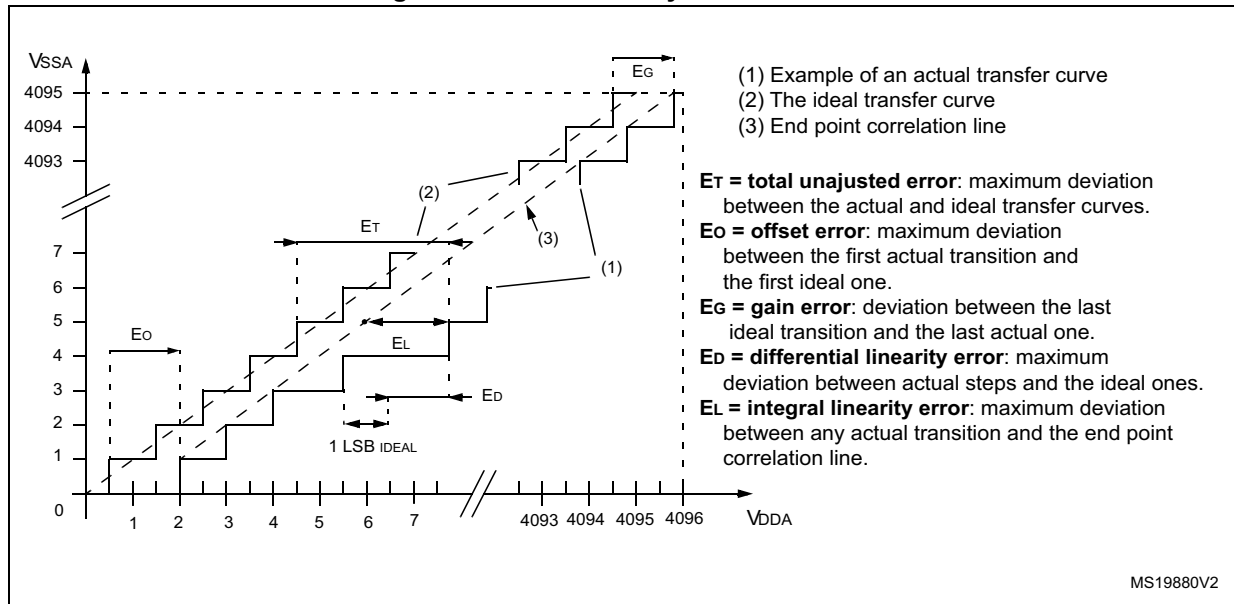 VSSA
4095
4094
4093
7
6
5
4
3
2
1
0
1 2 3 4 5 6 7 4093 4094 4095 4096
VDDA
EG
(2)
ET
(3)
(1)
EO
EL
ED
1 LSB IDEAL
(1) Example of an actual transfer curve
(2) The ideal transfer curve
(3) End point correlation line
ET = total unajusted error: maximum deviation
between the actual and ideal transfer curves.
EO = offset error: maximum deviation
between the first actual transition and
the first ideal one.
EG = gain error: deviation between the last
ideal transition and the last actual one.
ED = differential linearity error: maximum
deviation between actual steps and the ideal ones.
EL = integral linearity error: maximum deviation
between any actual transition and the end point
correlation line.
MS19880V2